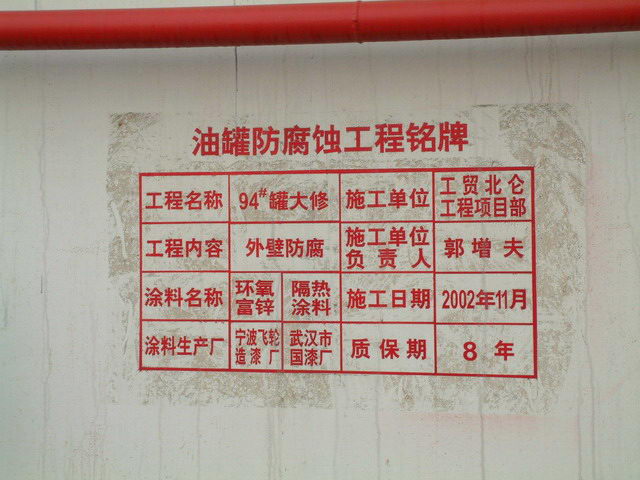 油罐防腐蚀工程铭牌
工程名称 94#罐大修 施工单位 工贸北仑
工程项目部
工程内容 外壁防腐 施工单位
负责人 郭增夫
涂料名称 环氧
富锌 隔热
涂料 施工日期 2002年11月
涂料生产厂 宁波飞轮
造漆厂 武汉市
国漆厂 质保期 8年